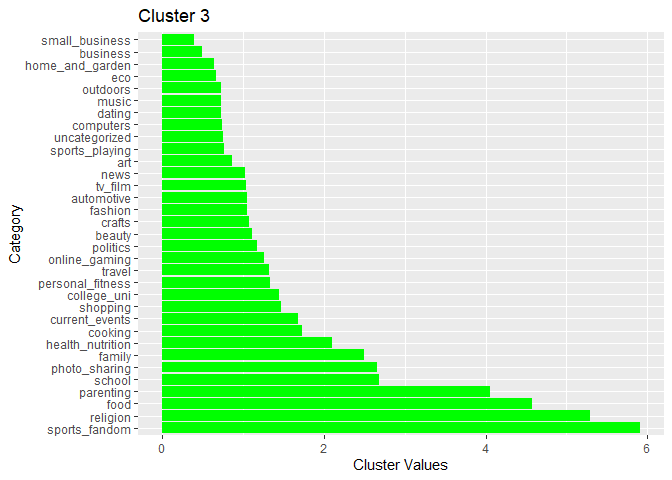 Cluster 3
small_business
business
home_and_garden
eco
outdoors
music
dating
computers
uncategorized
sports_playing
art
news
tv_film
automotive
fashion
crafts
beauty
politics
online_gaming
travel
personal_fitness
college_uni
shopping
current_events
cooking
health_nutrition
family
photo_sharing
school
parenting
food
religion
sports_fandom
Category
0 2 4 6
Cluster Values